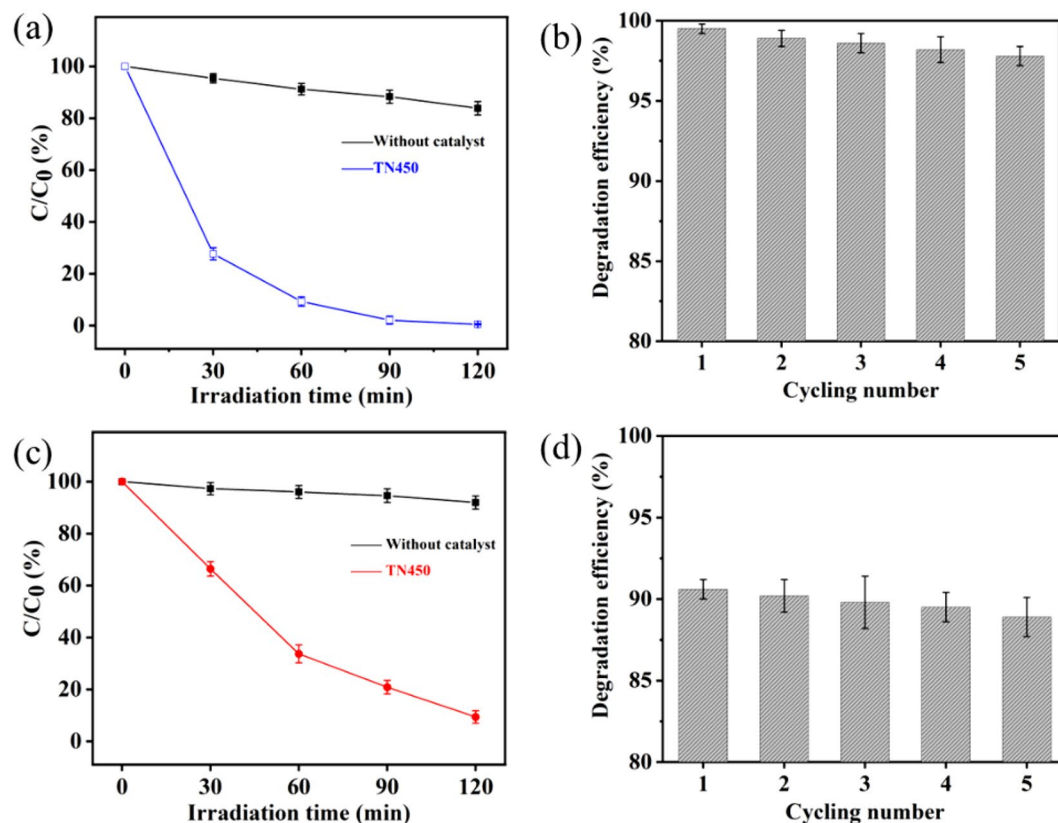 (a)
C/C0 (%)
100
80
60
40
20
0
Without catalyst
TN450
0 30 60 90 120
Irradiation time (min)
(b)
Degradation efficiency (%)
100
95
90
85
80
1 2 3 4 5
Cycling number
(c)
C/C0 (%)
100
80
60
40
20
0
Without catalyst
TN450
0 30 60 90 120
Irradiation time (min)
(d)
Degradation efficiency (%)
100
95
90
85
80
1 2 3 4 5
Cycling number